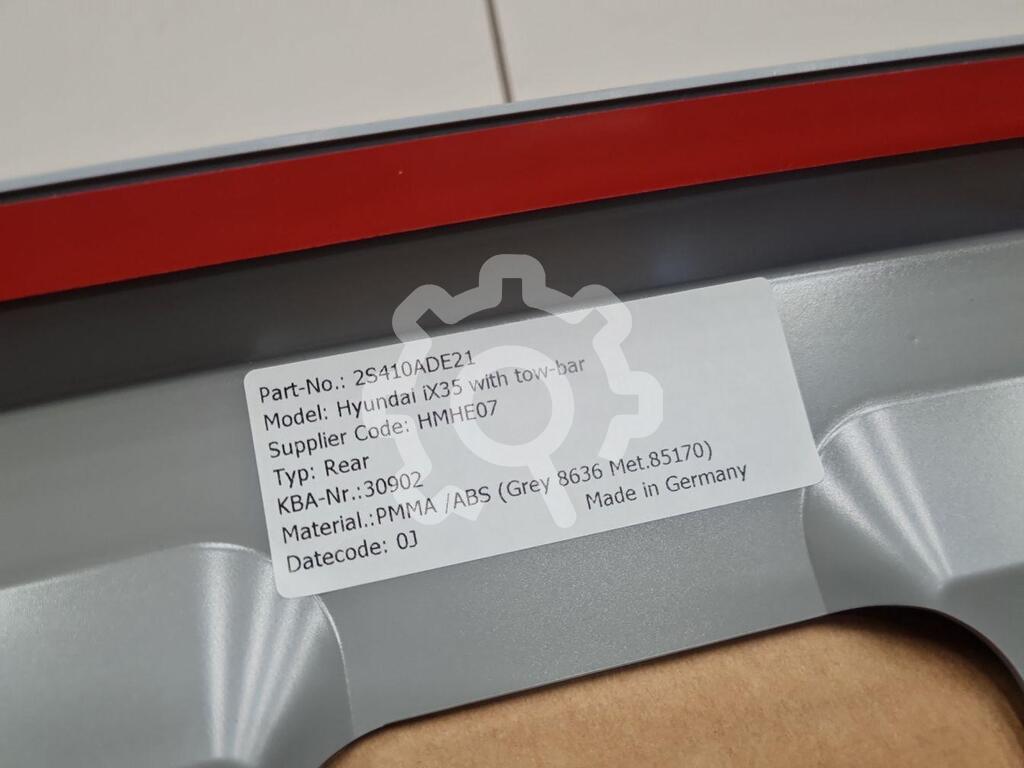 Part-No.: 2S410ADE21
Model: Hyundai iX35 with tow-bar
Supplier Code: HMHE07
Typ: Rear
KBA-Nr.:30902
Material.:PMMA /ABS (Grey 8636 Met.85170)
Datecode: 0J
Made in Germany